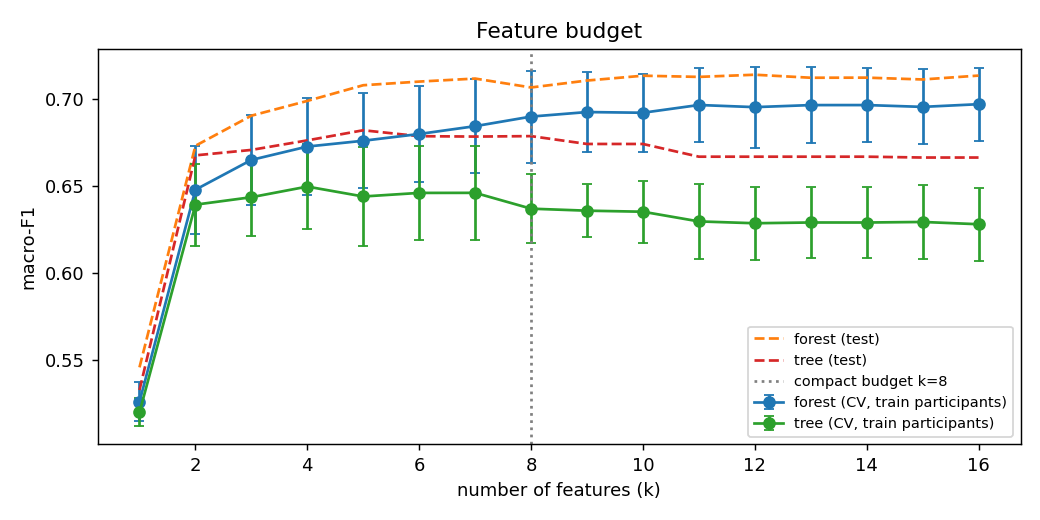 Feature budget
macro-F1
0.70
0.65
0.60
0.55
forest (test)
tree (test)
compact budget k=8
forest (CV, train participants)
tree (CV, train participants)
2 4 6 8 10 12 14 16
number of features (k)